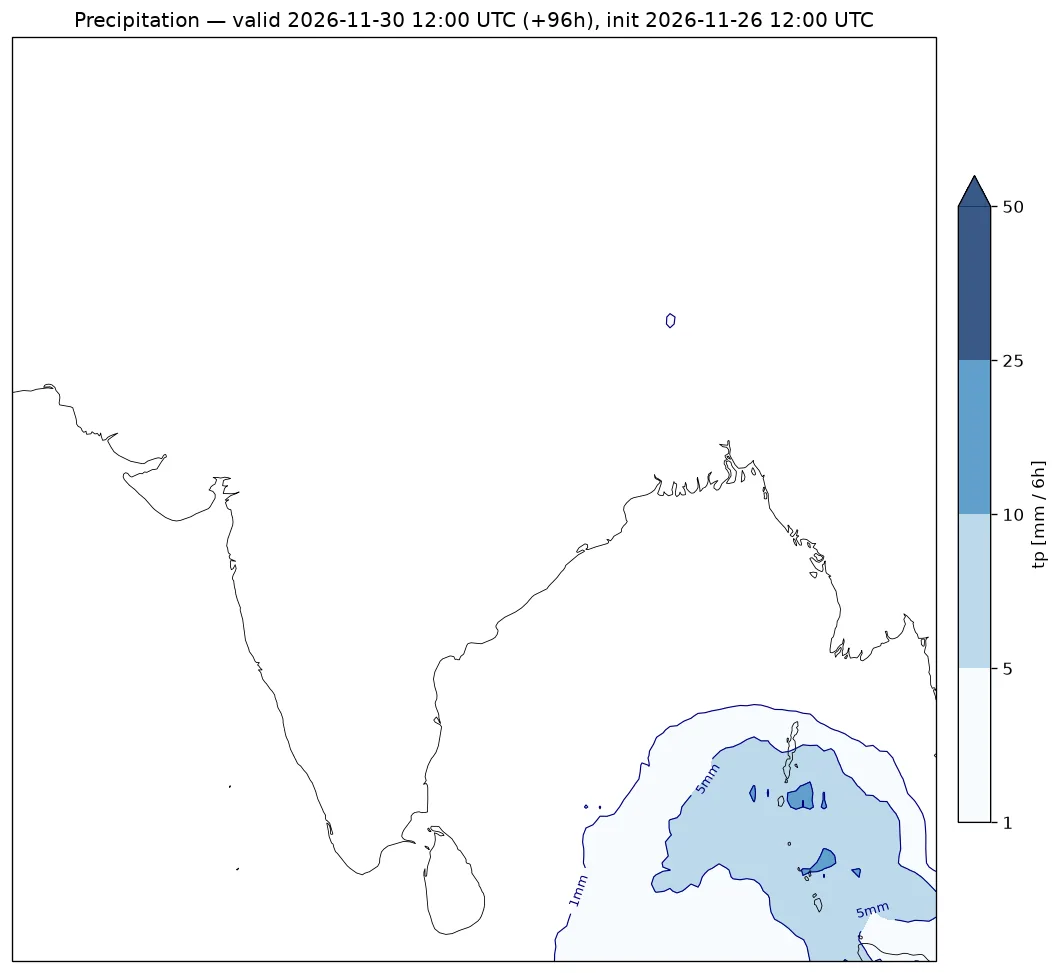 Precipitation — valid 2026-11-30 12:00 UTC (+96h), init 2026-11-26 12:00 UTC
50
25
10
5
1
tp [mm / 6h]
5mm
1mm
5mm